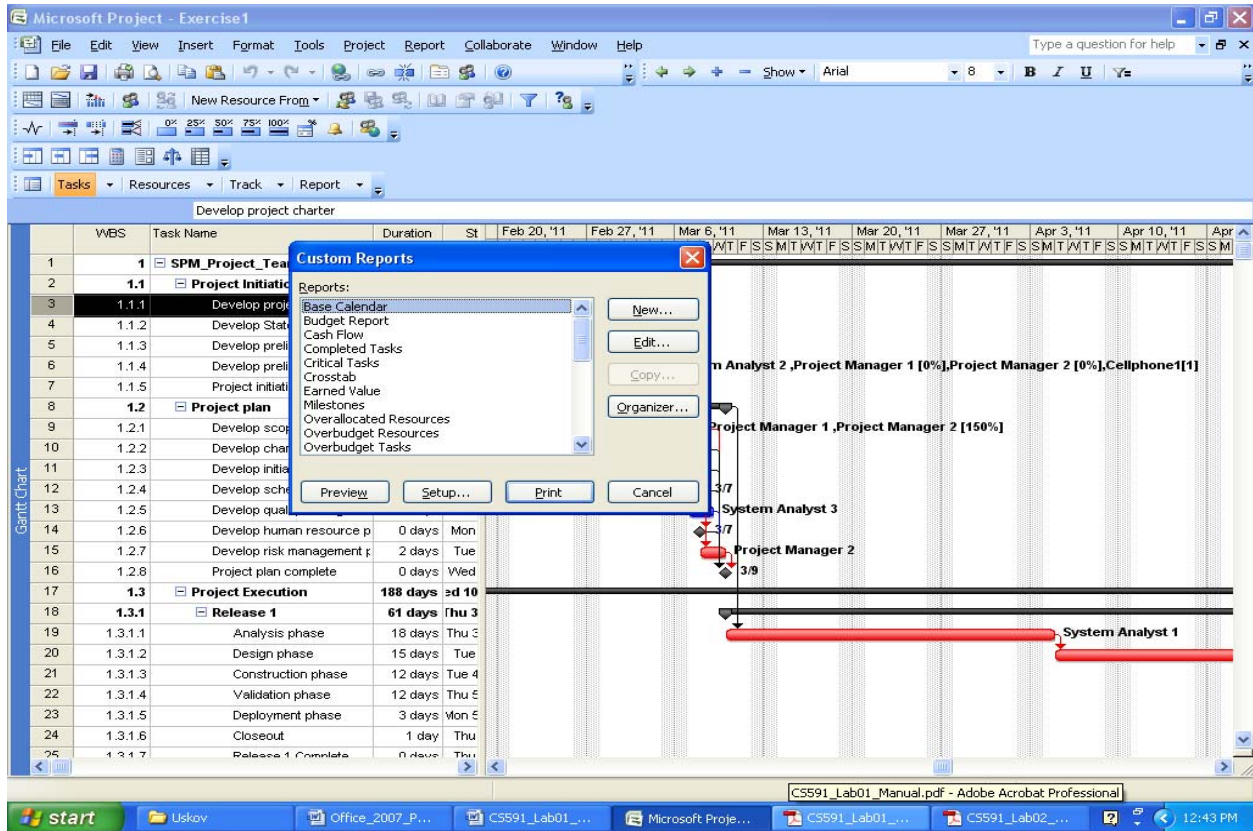 Microsoft Project - Exercise1
File Edit View Insert Format Tools Project Report Collaborate Window Help
Type a question for help
Show Arial 8 B I U
New Resource From
0% 25% 50% 75% 100%
Tasks Resources Track Report
Develop project charter
WBS Task Name Duration St Feb 20, '11 Feb 27, '11 Mar 6, '11 Mar 13, '11 Mar 20, '11 Mar 27, '11 Apr 3, '11 Apr 10, '11 Apr
1 1 SPM_Project_Tea
2 1.1 Project Initiatio
3 1.1.1 Develop proje
4 1.1.2 Develop State
5 1.1.3 Develop preli
6 1.1.4 Develop preli
m Analyst 2 ,Project Manager 1 [0%],Project Manager 2 [0%],Cellphone1[1]
7 1.1.5 Project initiati
8 1.2 Project plan
9 1.2.1 Develop scop
Project Manager 1 ,Project Manager 2 [150%]
10 1.2.2 Develop char
11 1.2.3 Develop initia
12 1.2.4 Develop sche
3/7
13 1.2.5 Develop qual
System Analyst 3
14 1.2.6 Develop human resource p 0 days Mon
3/7
15 1.2.7 Develop risk management p 2 days Tue
Project Manager 2
16 1.2.8 Project plan complete 0 days Wed
3/9
17 1.3 Project Execution 188 days ed 10
18 1.3.1 Release 1 61 days Thu 3
19 1.3.1.1 Analysis phase 18 days Thu 3
System Analyst 1
20 1.3.1.2 Design phase 15 days Tue
21 1.3.1.3 Construction phase 12 days Tue 4
22 1.3.1.4 Validation phase 12 days Thu 5
23 1.3.1.5 Deployment phase 3 days Mon 5
24 1.3.1.6 Closeout 1 day Thu
25 1.3.1.7 Release 1 Complete 0 days Thu
Gantt Chart
Custom Reports
Reports:
Base Calendar
Budget Report
Cash Flow
Completed Tasks
Critical Tasks
Crosstab
Earned Value
Milestones
Overallocated Resources
Overbudget Resources
Overbudget Tasks
New...
Edit...
Copy...
Organizer...
Preview Setup... Print Cancel
CS591_Lab01_Manual.pdf - Adobe Acrobat Professional
start Uskov Office_2007_P... CS591_Lab01_... Microsoft Proje... CS591_Lab01_... CS591_Lab02_... 12:43 PM